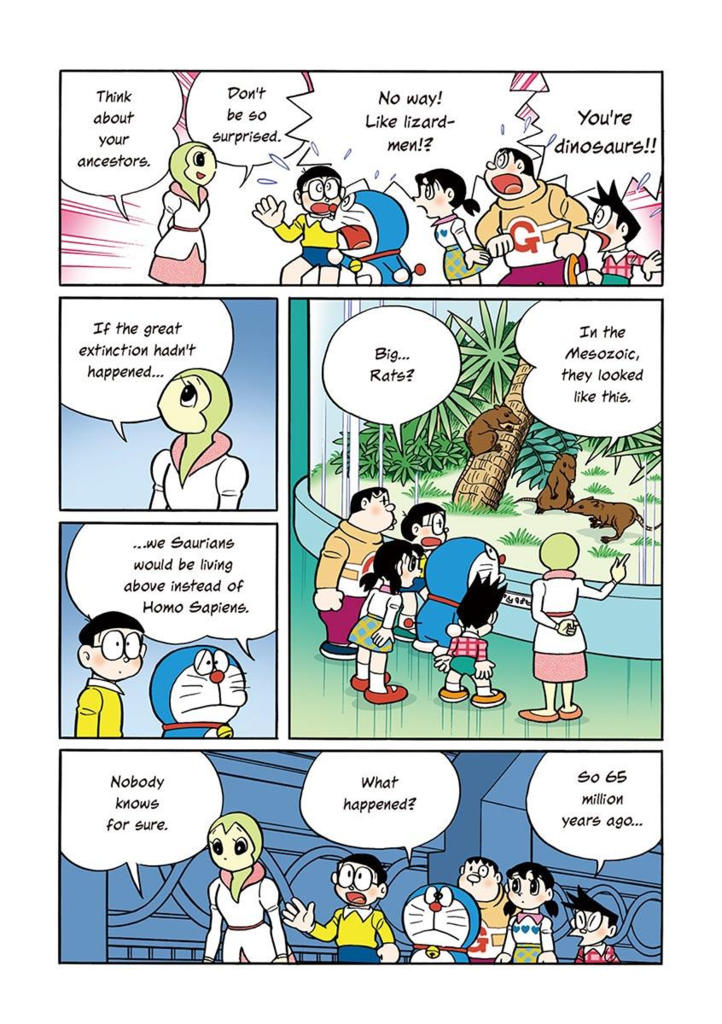 You're
dinosaurs!!
No way!
Like lizard-
men!?
Don't
be so
surprised.
Think
about
your
ancestors.
G
In the
Mesozoic,
they looked
like this.
Big...
Rats?
If the great
extinction hadn't
happened...
...we Saurians
would be living
above instead of
Homo Sapiens.
So 65
million
years ago...
What
happened?
Nobody
knows
for sure.